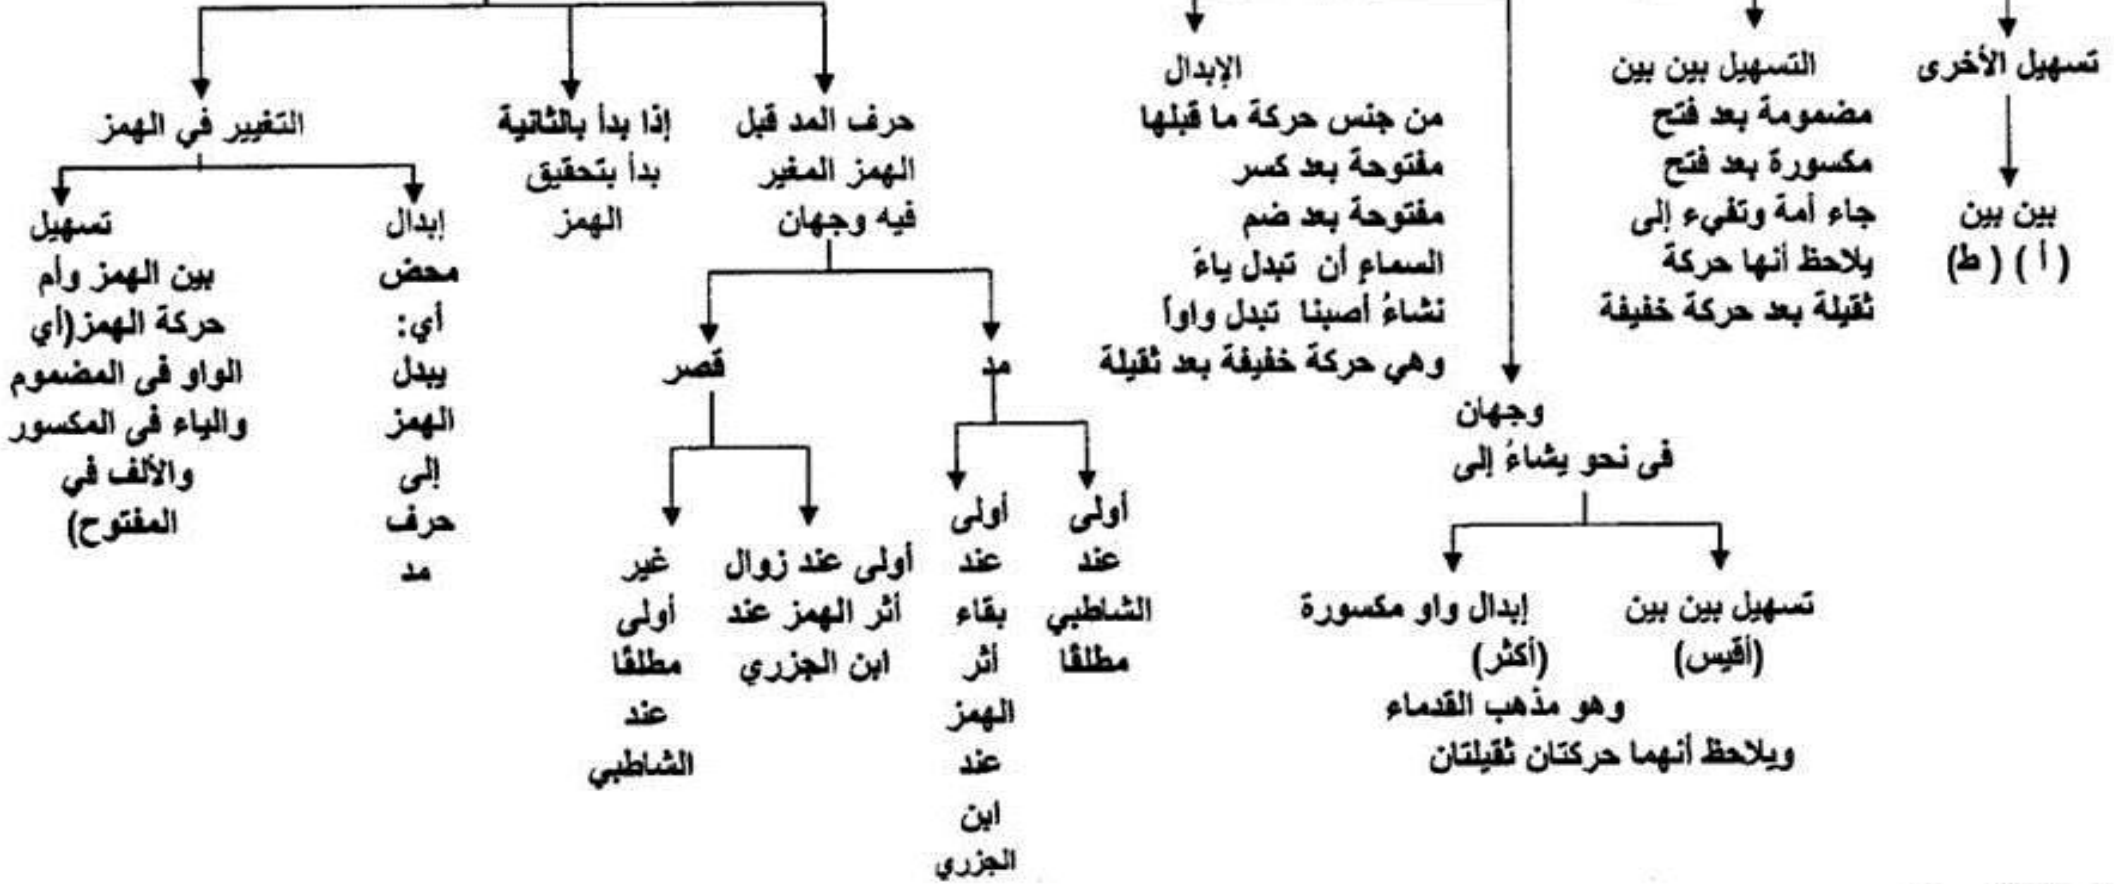 تسهيل الأخرى
بين بين
( أ ) ( ط)
التسهيل بين بين
مضمومة بعد فتح
مكسورة بعد فتح
جاء أمة وتفيء إلى
يلاحظ أنها حركة
ثقيلة بعد حركة خفيفة
وجهان
فى نحو يشاءُ إلى
تسهيل بين بين
(أقيس)
إبدال واو مكسورة
(أكثر)
وهو مذهب القدماء
ويلاحظ أنهما حركتان ثقيلتان
الإبدال
من جنس حركة ما قبلها
مفتوحة بعد كسر
مفتوحة بعد ضم
السماءِ أن تبدل ياءً
نشاءُ أصبنا تبدل واواً
وهي حركة خفيفة بعد ثقيلة
حرف المد قبل
الهمز المغير
فيه وجهان
مد
أولى
عند
الشاطبي
مطلقًا
أولى
عند
بقاء
أثر
الهمز
عند
ابن
الجزري
قصر
أولى عند زوال
أثر الهمز عند
ابن الجزري
غير
أولى
مطلقًا
عند
الشاطبي
إذا بدأ بالثانية
بدأ بتحقيق
الهمز
التغيير في الهمز
إبدال
محض
أي:
يبدل
الهمز
إلى
حرف
مد
تسهيل
بين الهمز وأم
حركة الهمز(أي
الواو فى المضموم
والياء فى المكسور
والألف في
المفتوح)